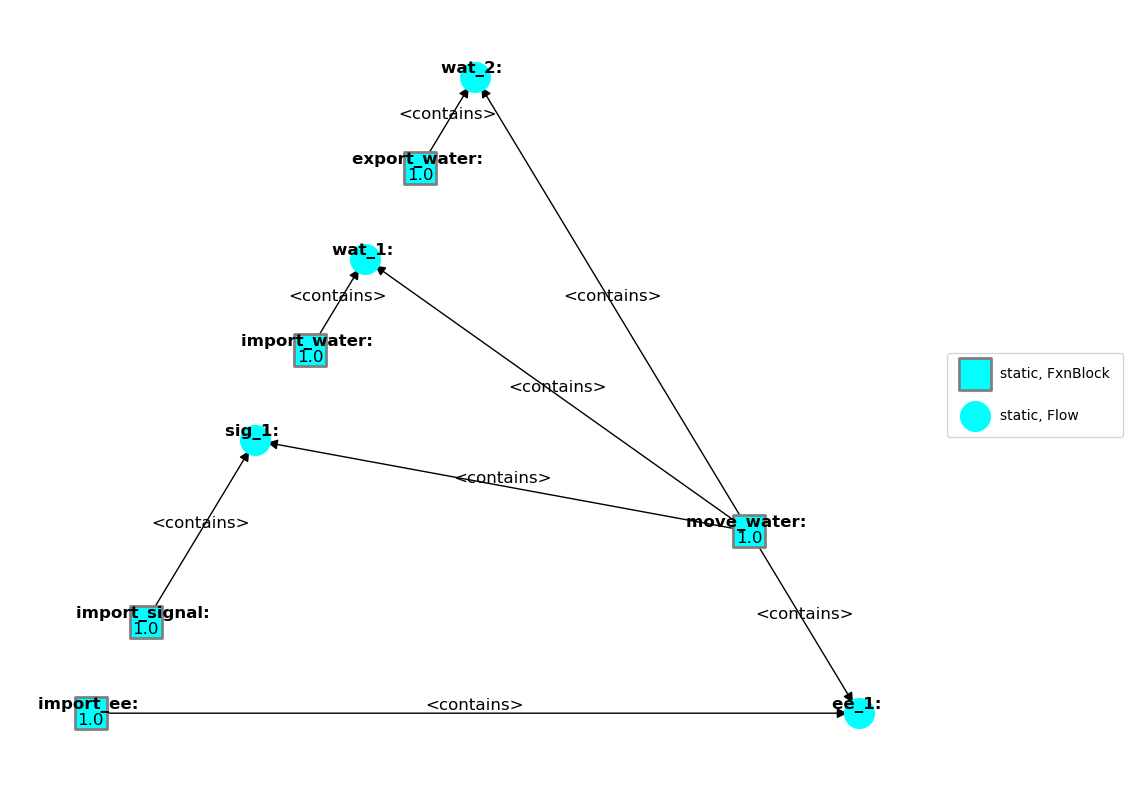 wat_2:
<contains>
export_water:
1.0
wat_1:
<contains>
<contains>
import_water:
1.0
static, FxnBlock
<contains>
static, Flow
sig_1:
<contains>
<contains>
move_water:
1.0
import_signal:
1.0
<contains>
import_ee:
1.0
<contains>
ee_1: